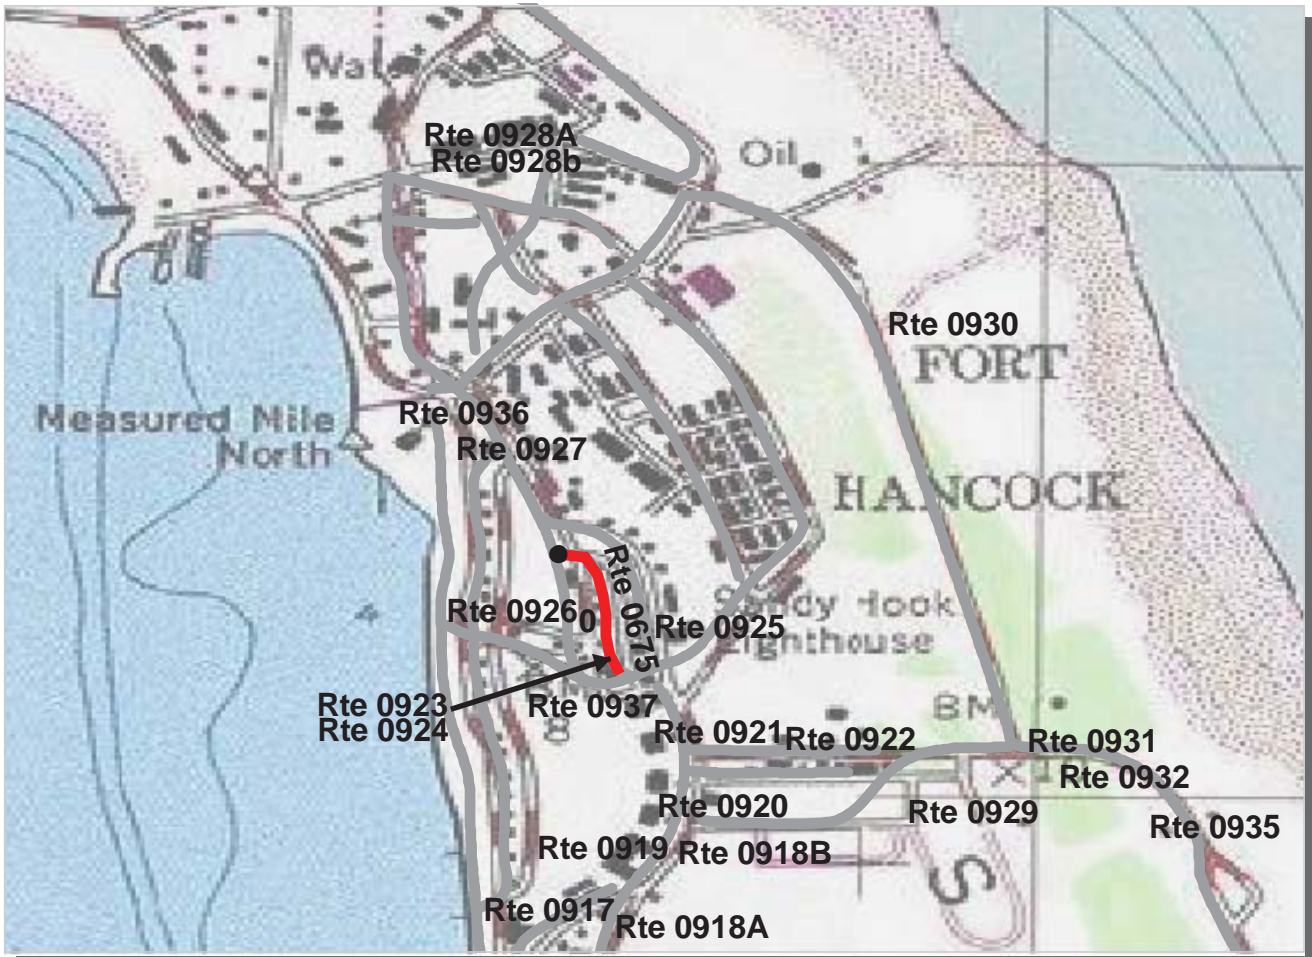 Wat
Rte 0928A
Rte 0928b
Oil
Rte 0930
FORT
Measured Mile
North
Rte 0936
Rte 0927
HANCOCK
Rte 0675
Rte 0926
0
Rte 0925
Sandy Hook
Lighthouse
Rte 0923
Rte 0924
Rte 0937
BM
Rte 0921
Rte 0922
Rte 0931
Rte 0932
Rte 0920
Rte 0929
Rte 0935
Rte 0919
Rte 0918B
S
Rte 0917
Rte 0918A